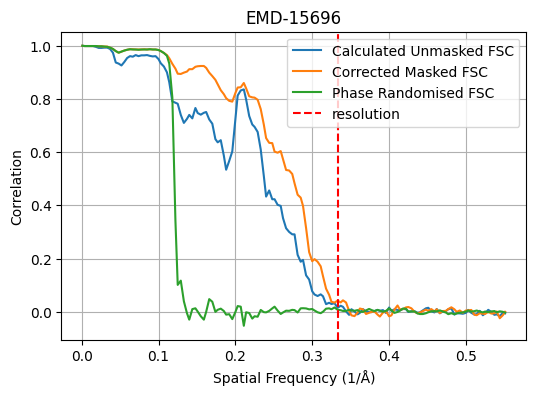 EMD-15696
Calculated Unmasked FSC
Corrected Masked FSC
Phase Randomised FSC
resolution
Correlation
1.0
0.8
0.6
0.4
0.2
0.0
0.0 0.1 0.2 0.3 0.4 0.5
Spatial Frequency (1/Å)